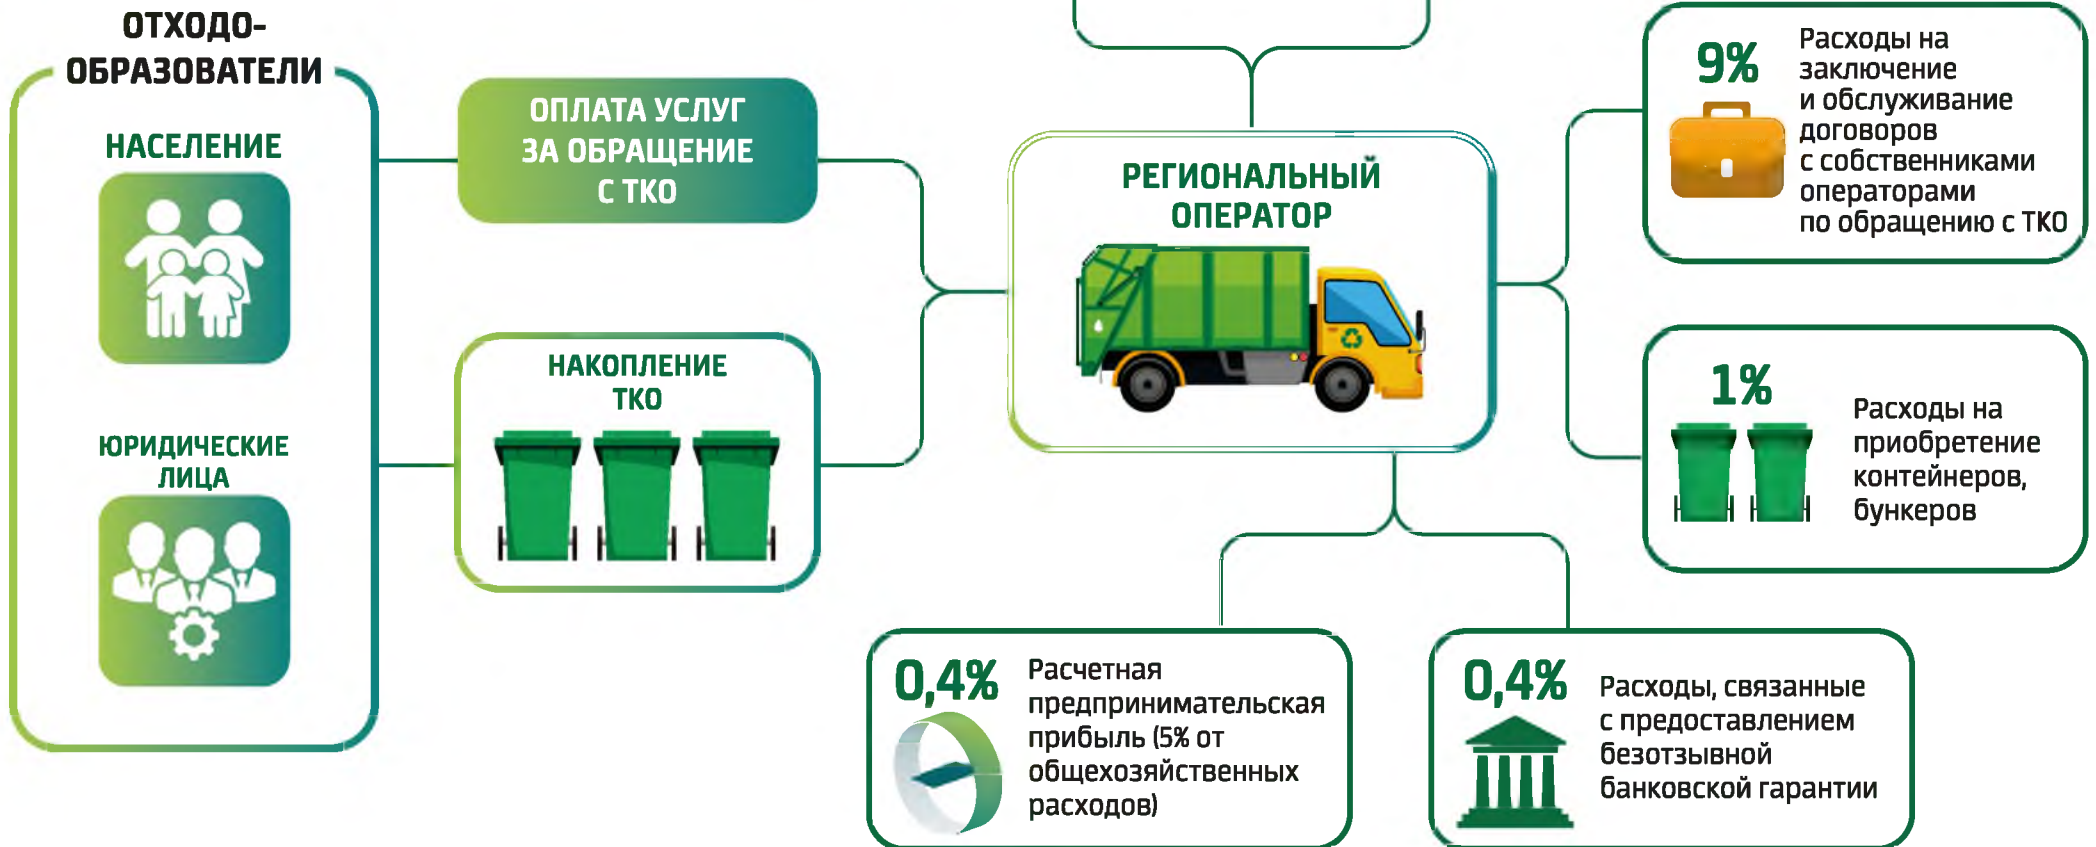 ОТХОДО-
ОБРАЗОВАТЕЛИ
НАСЕЛЕНИЕ
ЮРИДИЧЕСКИЕ
ЛИЦА
ОПЛАТА УСЛУГ
ЗА ОБРАЩЕНИЕ
С ТКО
НАКОПЛЕНИЕ
ТКО
РЕГИОНАЛЬНЫЙ
ОПЕРАТОР
9%
Расходы на
заключение
и обслуживание
договоров
с собственниками
операторами
по обращению с ТКО
1%
Расходы на
приобретение
контейнеров,
бункеров
0,4%
Расчетная
предпринимательская
прибыль (5% от
общехозяйственных
расходов)
0,4%
Расходы, связанные
с предоставлением
безотзывной
банковской гарантии